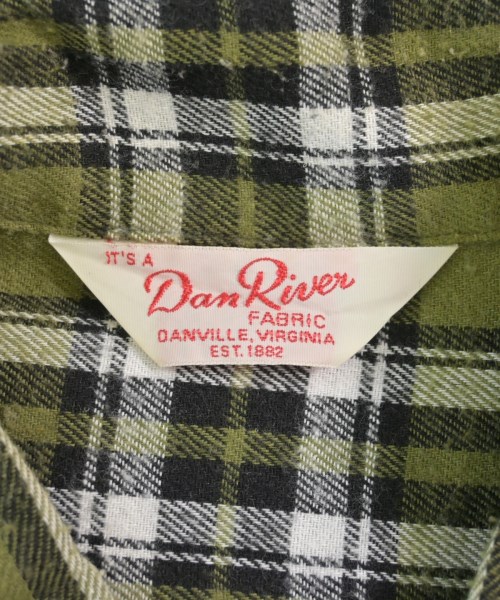 IT'S A
Dan River
FABRIC
DANVILLE, VIRGINIA
EST. 1882